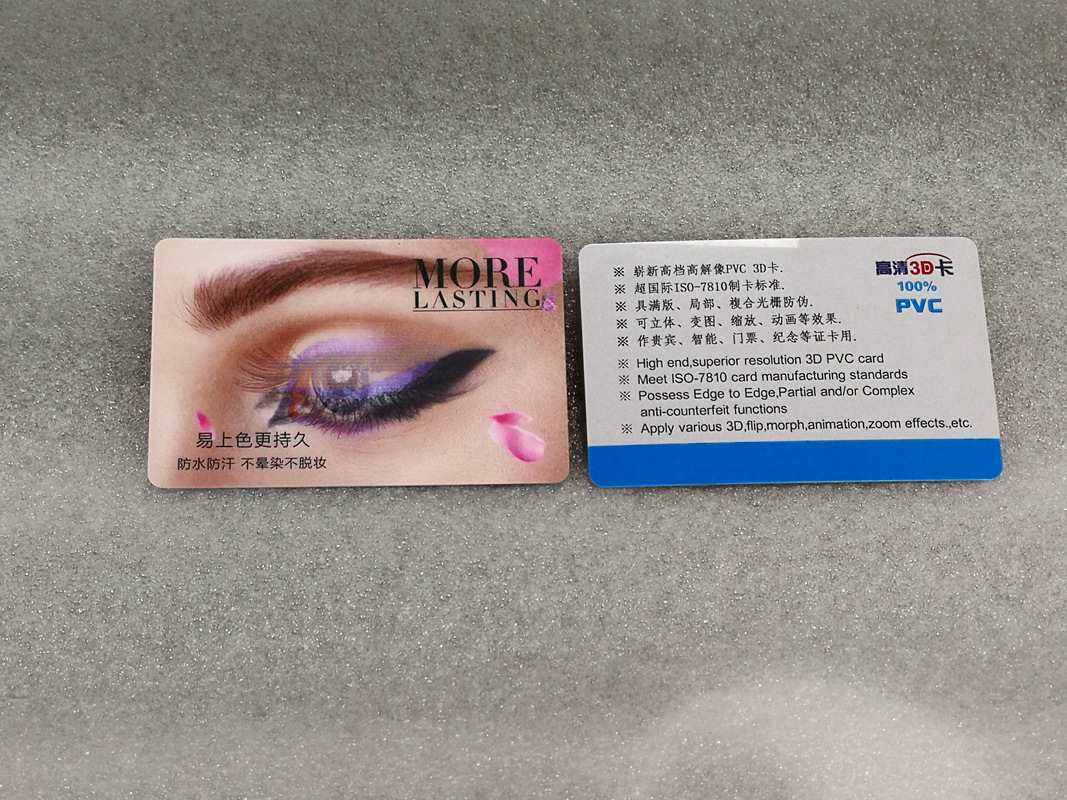 MORE
LASTING
易上色更持久
防水防汗 不晕染不脱妆
※ 崭新高档高解像PVC 3D卡.
※ 超国际ISO-7810制卡标准.
※ 具满版、局部、複合光栅防伪.
※ 可立体、变图、缩放、动画等效果.
※ 作贵宾、智能、门票、纪念等证卡用.
高清3D卡
100%
PVC
※ High end,superior resolution 3D PVC card
※ Meet ISO-7810 card manufacturing standards
※ Possess Edge to Edge,Partial and/or Complex
anti-counterfeit functions
※ Apply various 3D,flip,morph,animation,zoom effects.,etc.